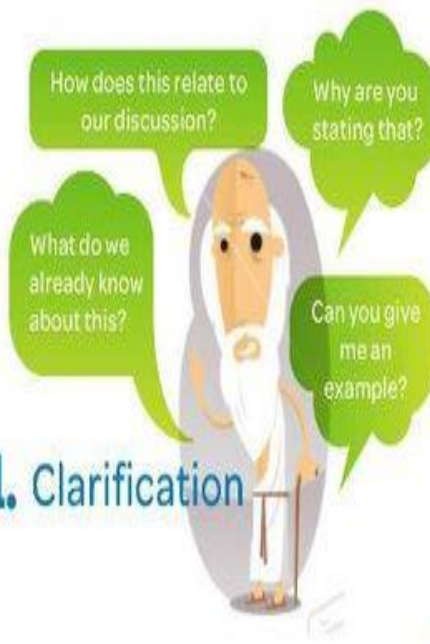 How does this relate to
our discussion?
Why are you
stating that?
What do we
already know
about this?
Can you give
me an
example?
1. Clarification